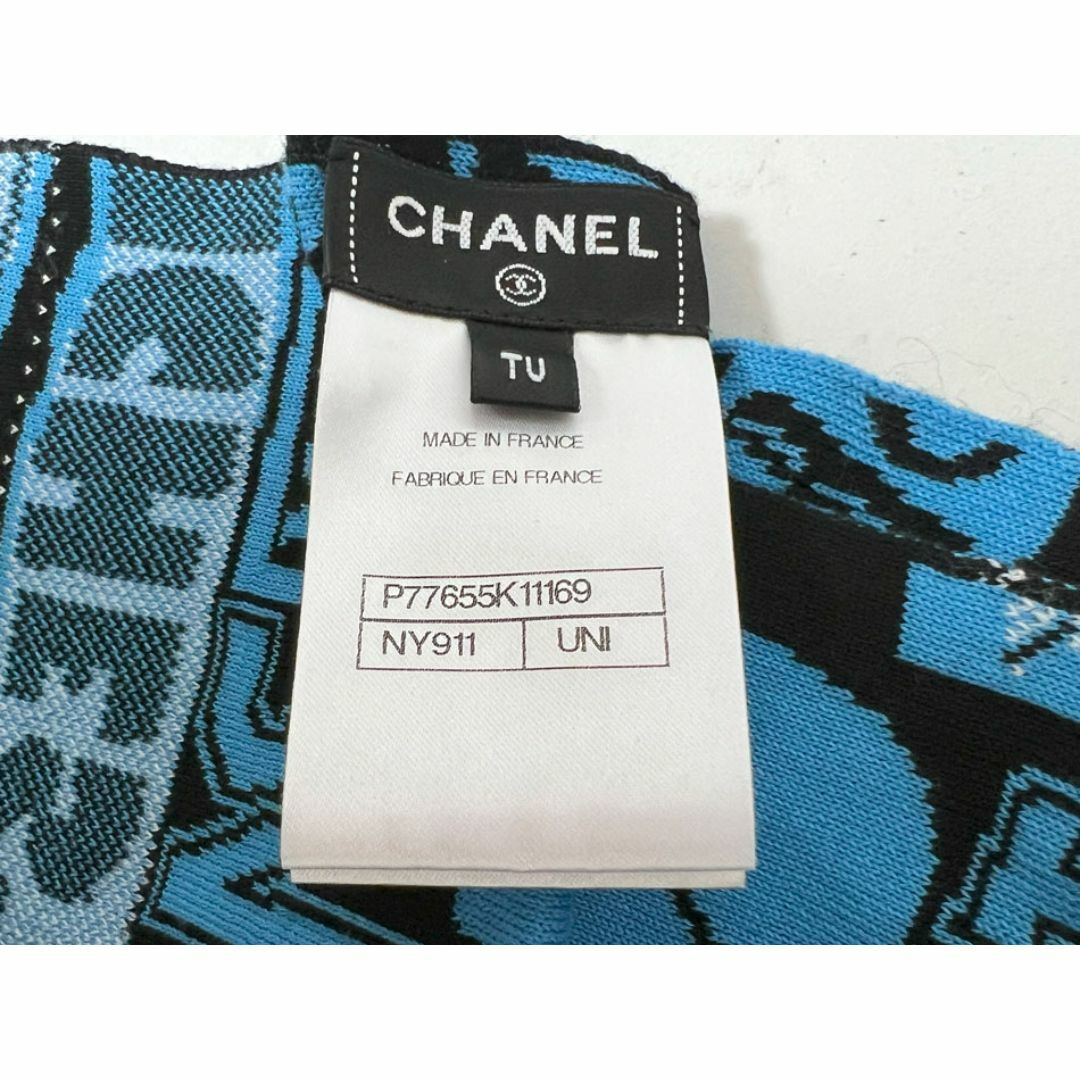 CHANEL
TU
MADE IN FRANCE
FABRIQUE EN FRANCE
P77655K11169
NY911 UNI